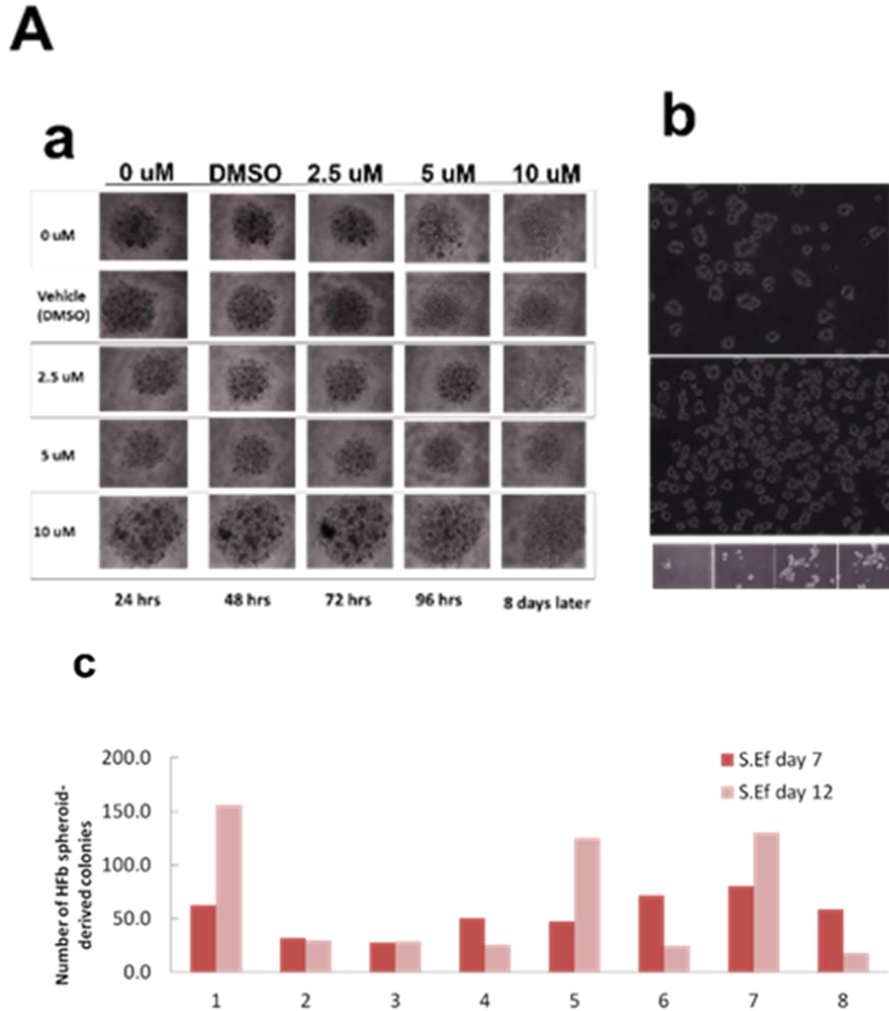 A
a
b
0 uM DMSO 2.5 uM 5 uM 10 uM
0 uM
Vehicle
(DMSO)
2.5 uM
5 uM
10 uM
24 hrs 48 hrs 72 hrs 96 hrs 8 days later
c
200.0
150.0
100.0
50.0
0.0
Number of HFb spheroid-
derived colonies
S.Ef day 7
S.Ef day 12
1 2 3 4 5 6 7 8